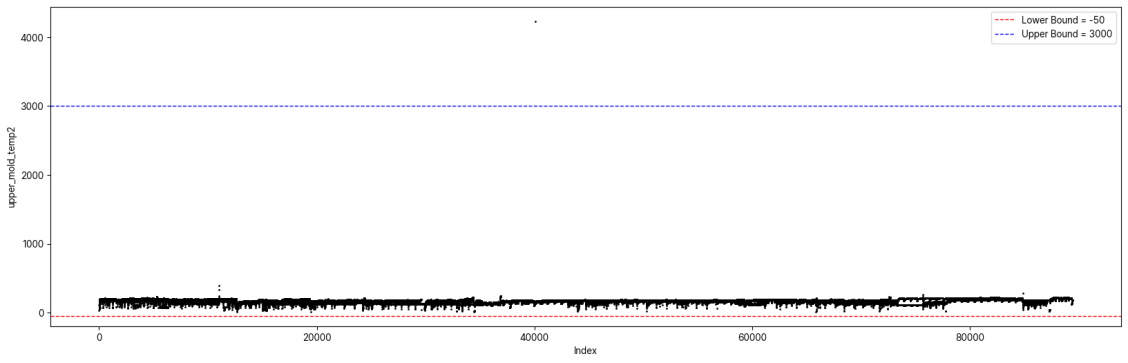 Lower Bound = -50
Upper Bound = 3000
4000
3000
2000
1000
0
upper_mold_temp2
0
20000
40000
60000
80000
Index